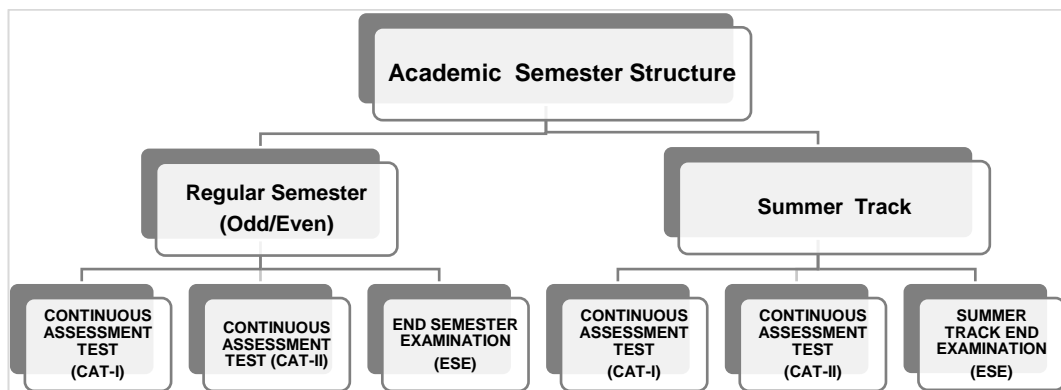 Academic Semester Structure
Regular Semester
(Odd/Even)
Summer Track
CONTINUOUS
ASSESSMENT
TEST
(CAT-I)
CONTINUOUS
ASSESSMENT
TEST (CAT-II)
END SEMESTER
EXAMINATION
(ESE)
CONTINUOUS
ASSESSMENT
TEST
(CAT-I)
CONTINUOUS
ASSESSMENT
TEST
(CAT-II)
SUMMER
TRACK END
EXAMINATION
(ESE)